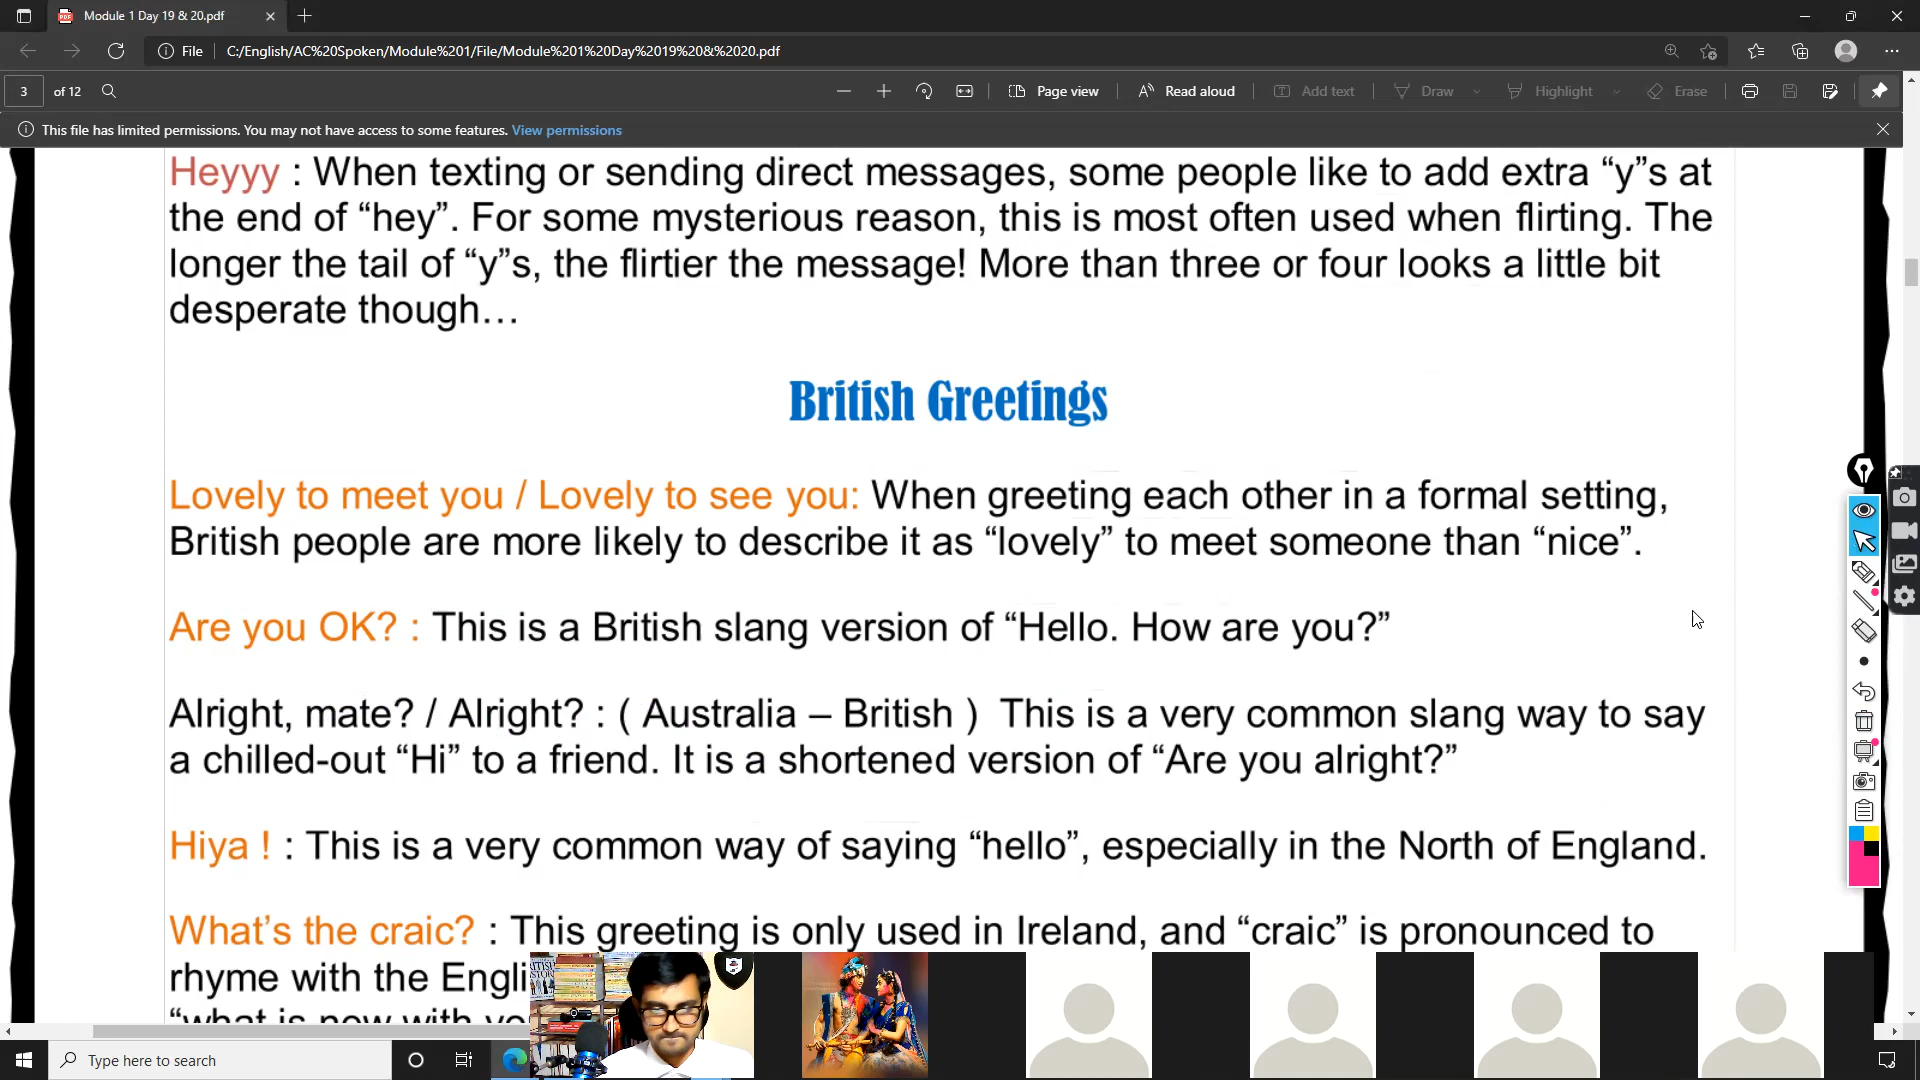 Module 1 Day 19 & 20.pdf
File
C:/English/AC%20Spoken/Module%201/File/Module%201%20Day%2019%20&%2020.pdf
3 of 12
Page view
Read aloud
Add text
Draw
Highlight
Erase
This file has limited permissions. You may not have access to some features. View permissions
Heyyy : When texting or sending direct messages, some people like to add extra “y”s at
the end of “hey”. For some mysterious reason, this is most often used when flirting. The
longer the tail of “y”s, the flirtier the message! More than three or four looks a little bit
desperate though…
British Greetings
Lovely to meet you / Lovely to see you: When greeting each other in a formal setting,
British people are more likely to describe it as “lovely” to meet someone than “nice”.
Are you OK? : This is a British slang version of “Hello. How are you?”
Alright, mate? / Alright? : ( Australia – British ) This is a very common slang way to say
a chilled-out “Hi” to a friend. It is a shortened version of “Are you alright?”
Hiya ! : This is a very common way of saying “hello”, especially in the North of England.
What’s the craic? : This greeting is only used in Ireland, and “craic” is pronounced to
rhyme with the Engli
“what is new with yo
Type here to search